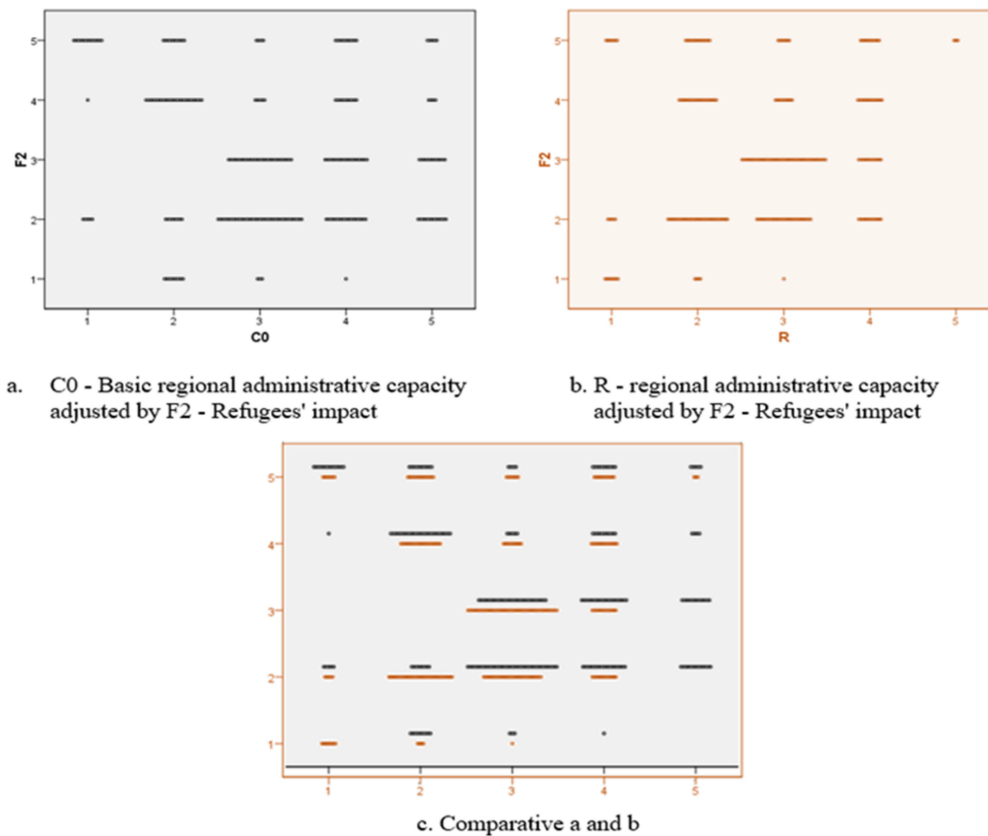 5
4
3
2
1
F2
1 2 3 4 5
C0
5
4
3
2
1
F2
1 2 3 4 5
R
a. C0 - Basic regional administrative capacity
adjusted by F2 - Refugees' impact
b. R - regional administrative capacity
adjusted by F2 - Refugees' impact
5
4
3
2
1
1 2 3 4 5
c. Comparative a and b